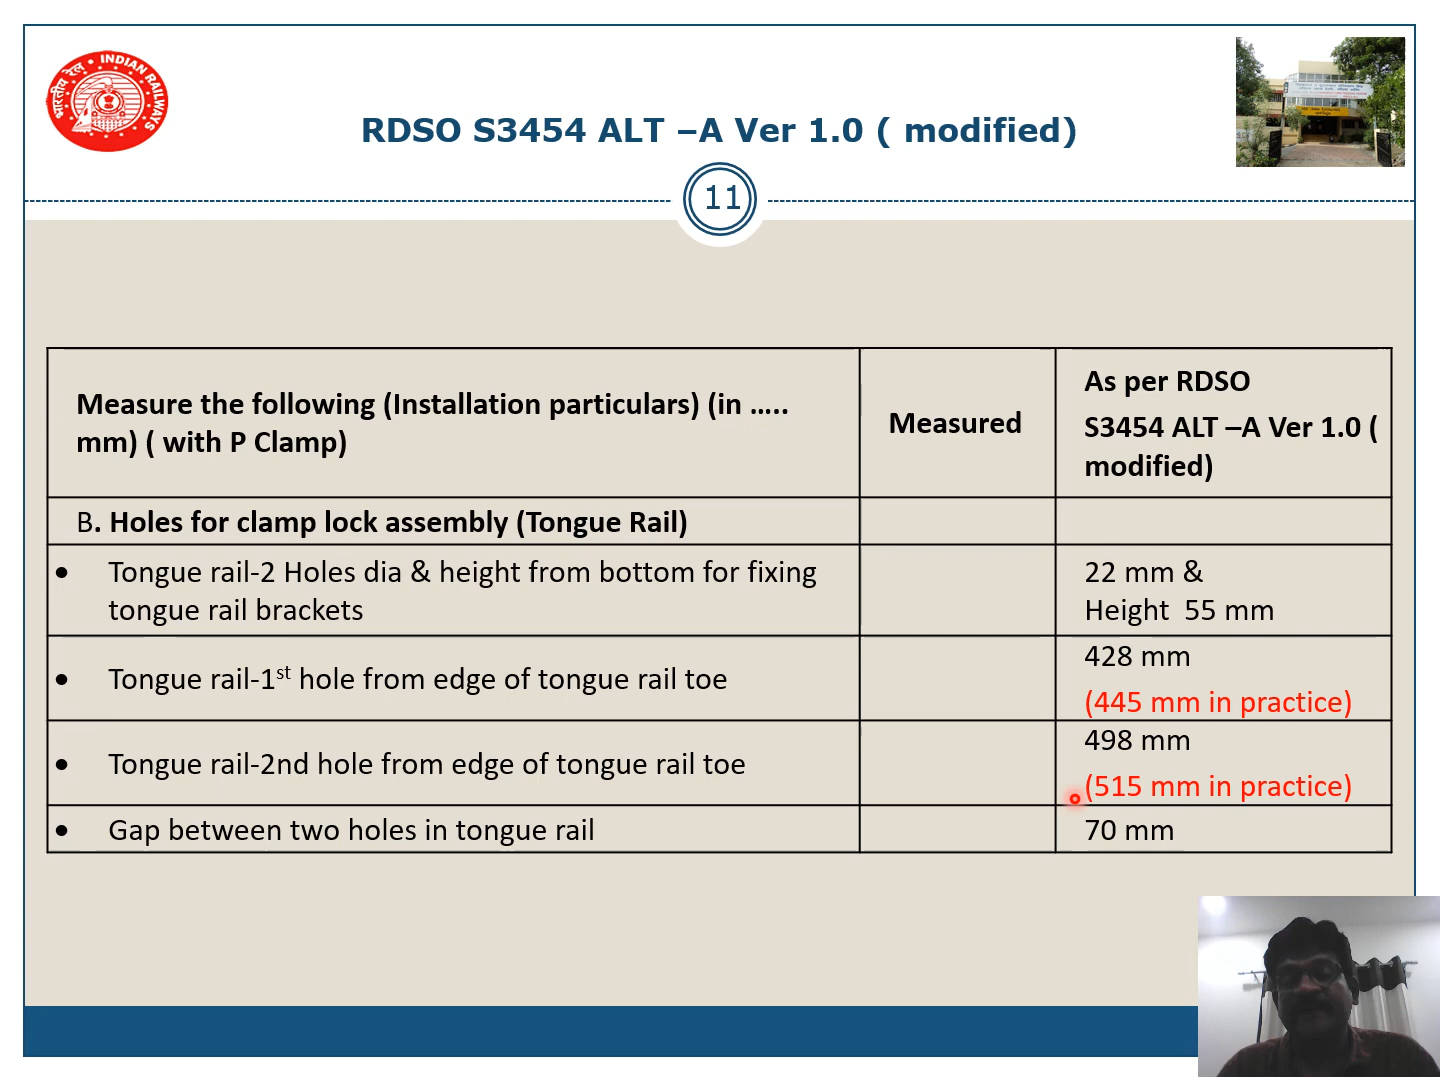 भारतीय रेल INDIAN RAILWAYS
RDSO S3454 ALT –A Ver 1.0 ( modified)
11
Measure the following (Installation particulars) (in …..
mm) ( with P Clamp)
Measured
As per RDSO
S3454 ALT –A Ver 1.0 (
modified)
B. Holes for clamp lock assembly (Tongue Rail)
• Tongue rail-2 Holes dia & height from bottom for fixing
tongue rail brackets
22 mm &
Height 55 mm
• Tongue rail-1st hole from edge of tongue rail toe
428 mm
(445 mm in practice)
• Tongue rail-2nd hole from edge of tongue rail toe
498 mm
(515 mm in practice)
• Gap between two holes in tongue rail
70 mm